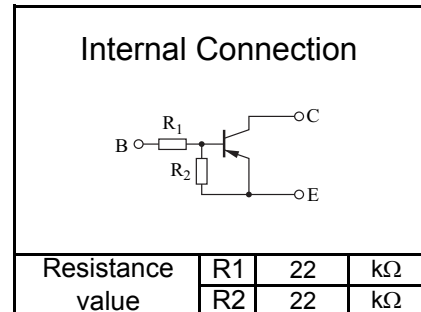 Internal Connection
C
R1
B
R2
E
Resistance value R1 22 kΩ
R2 22 kΩ